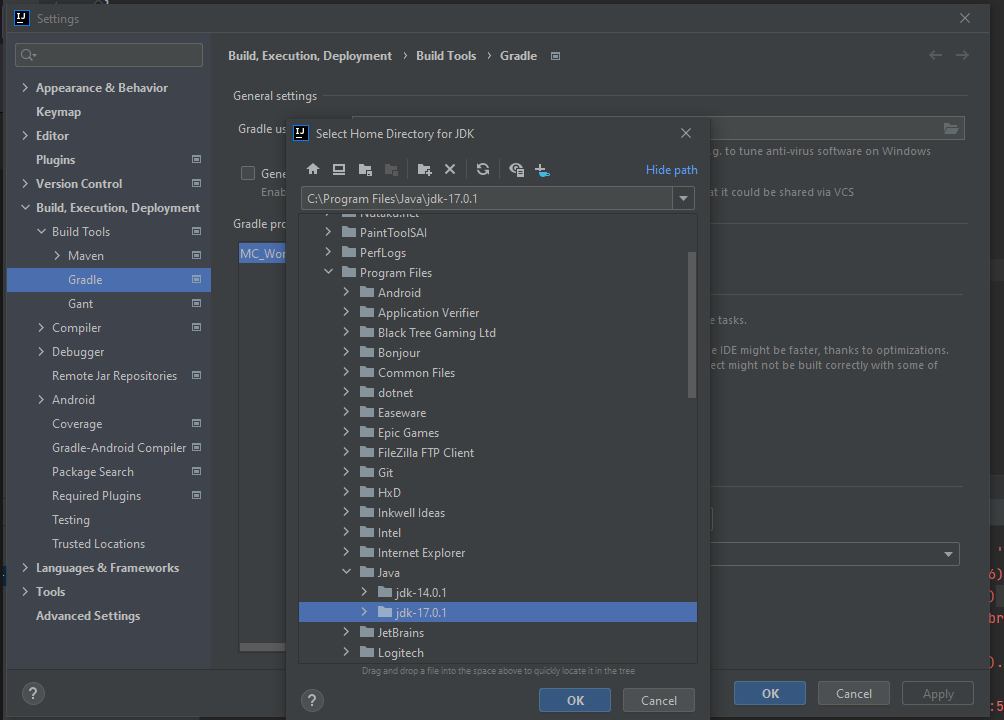 Settings
Build, Execution, Deployment › Build Tools › Gradle
Appearance & Behavior
Keymap
Editor
Plugins
Version Control
Build, Execution, Deployment
Build Tools
Maven
Gradle
Gant
Compiler
Debugger
Remote Jar Repositories
Android
Coverage
Gradle-Android Compiler
Package Search
Required Plugins
Testing
Trusted Locations
Languages & Frameworks
Tools
Advanced Settings
General settings
Gradle
e.g. to tune anti-virus software on Windows
it could be shared via VCS
Gradle
e tasks.
IDE might be faster, thanks to optimizations.
might not be built correctly with some of
Select Home Directory for JDK
Hide path
C:\Program Files\Java\jdk-17.0.1
Nutaku.net
PaintToolSAI
PerfLogs
Program Files
Android
Application Verifier
Black Tree Gaming Ltd
Bonjour
Common Files
dotnet
Easeware
Epic Games
FileZilla FTP Client
Git
HxD
Inkwell Ideas
Intel
Internet Explorer
Java
jdk-14.0.1
jdk-17.0.1
JetBrains
Logitech
Drag and drop a file into the space above to quickly locate it in the tree
? OK Cancel
? OK Cancel Apply